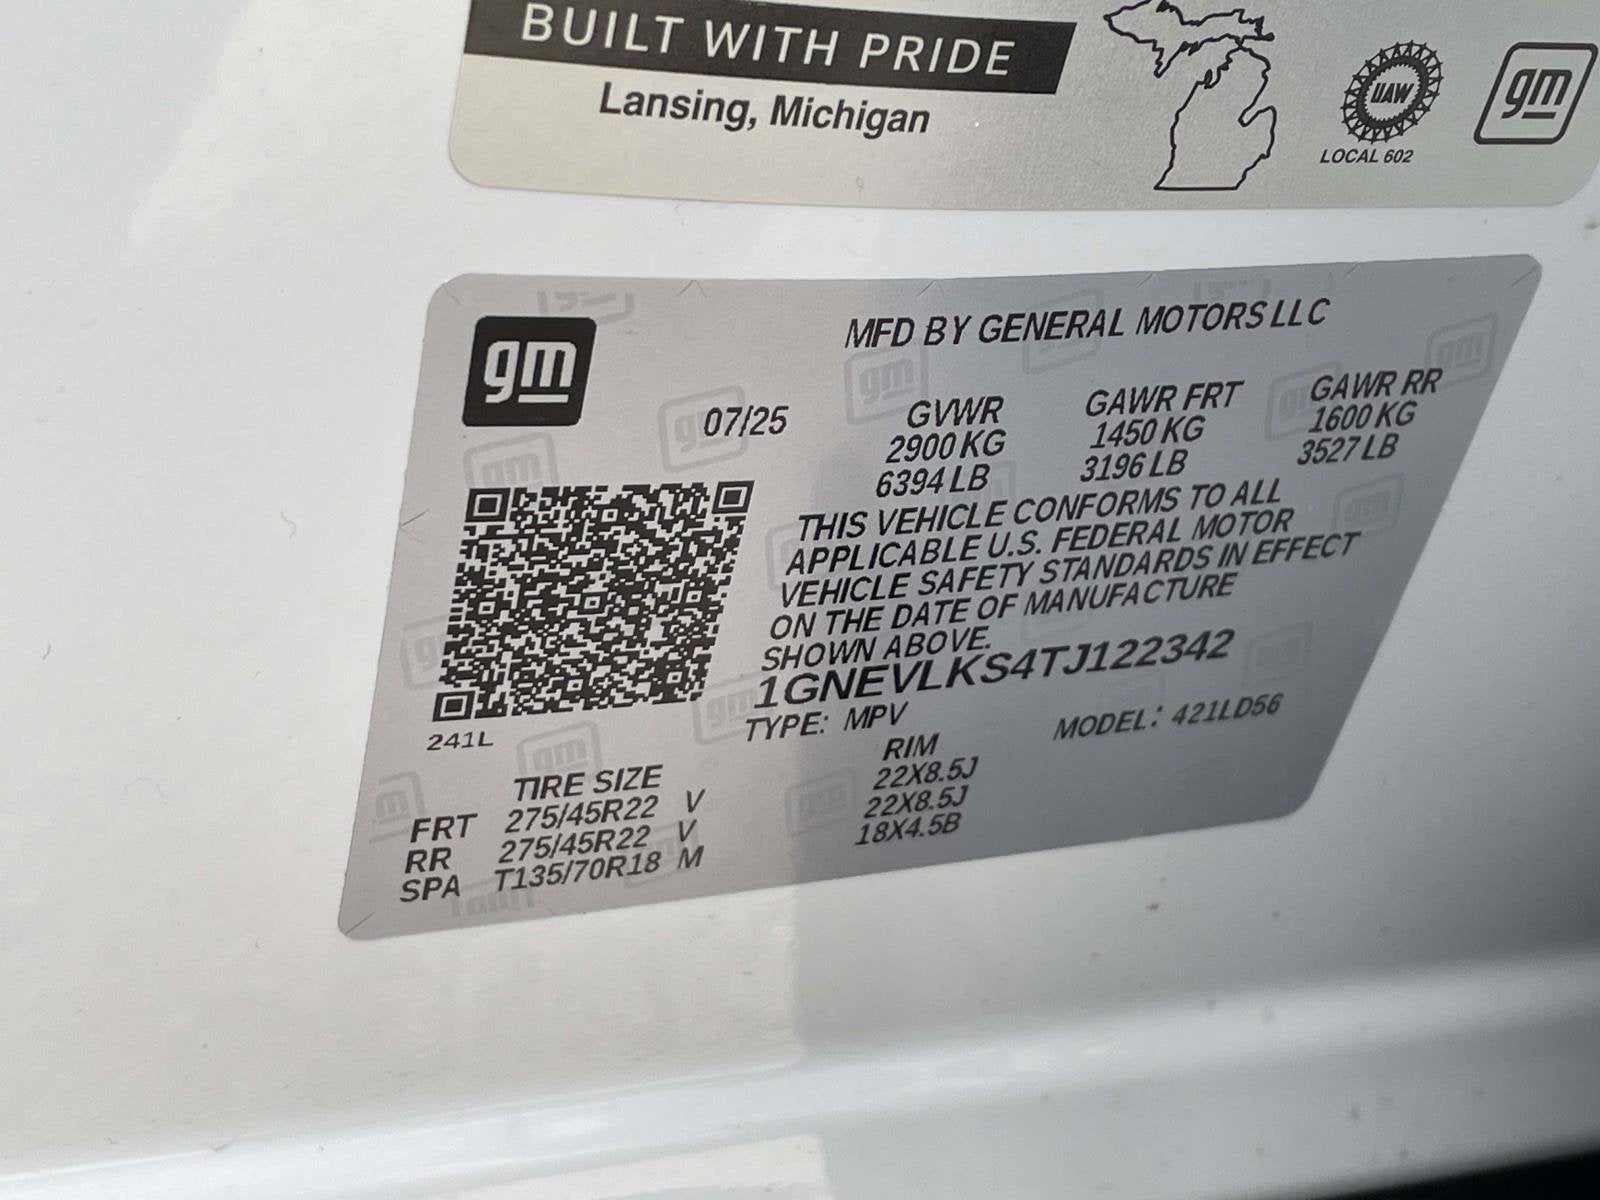 BUILT WITH PRIDE
Lansing, Michigan
UAW
LOCAL 602
gm
gm
MFD BY GENERAL MOTORS LLC
07/25
GVWR GAWR FRT GAWR RR
2900 KG 1450 KG 1600 KG
6394 LB 3196 LB 3527 LB
THIS VEHICLE CONFORMS TO ALL
APPLICABLE U.S. FEDERAL MOTOR
VEHICLE SAFETY STANDARDS IN EFFECT
ON THE DATE OF MANUFACTURE
SHOWN ABOVE.
1GNEVLKS4TJ122342
TYPE: MPV MODEL: 421LD56
241L
TIRE SIZE RIM
FRT 275/45R22 V 22X8.5J
RR 275/45R22 V 22X8.5J
SPA T135/70R18 M 18X4.5B